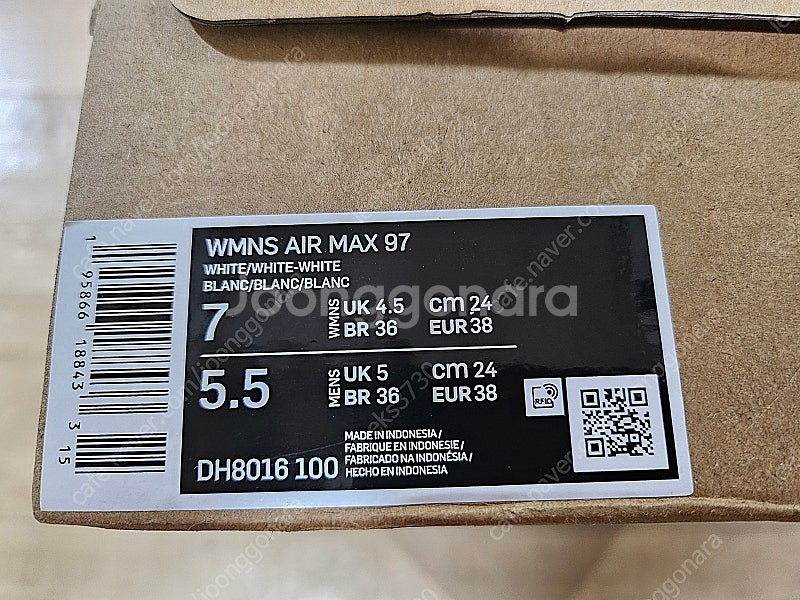 WMNS AIR MAX 97
WHITE/WHITE-WHITE
BLANC/BLANC/BLANC
7 WMNS UK 4.5 cm 24
BR 36 EUR 38
5.5 MENS UK 5 cm 24
BR 36 EUR 38
RFID
DH8016 100
MADE IN INDONESIA/
FABRIQUE EN INDONESIE/
FABRICADO NA INDONÉSIA/
HECHO EN INDONESIA
1 95866 18843 3 15
Joonggonara